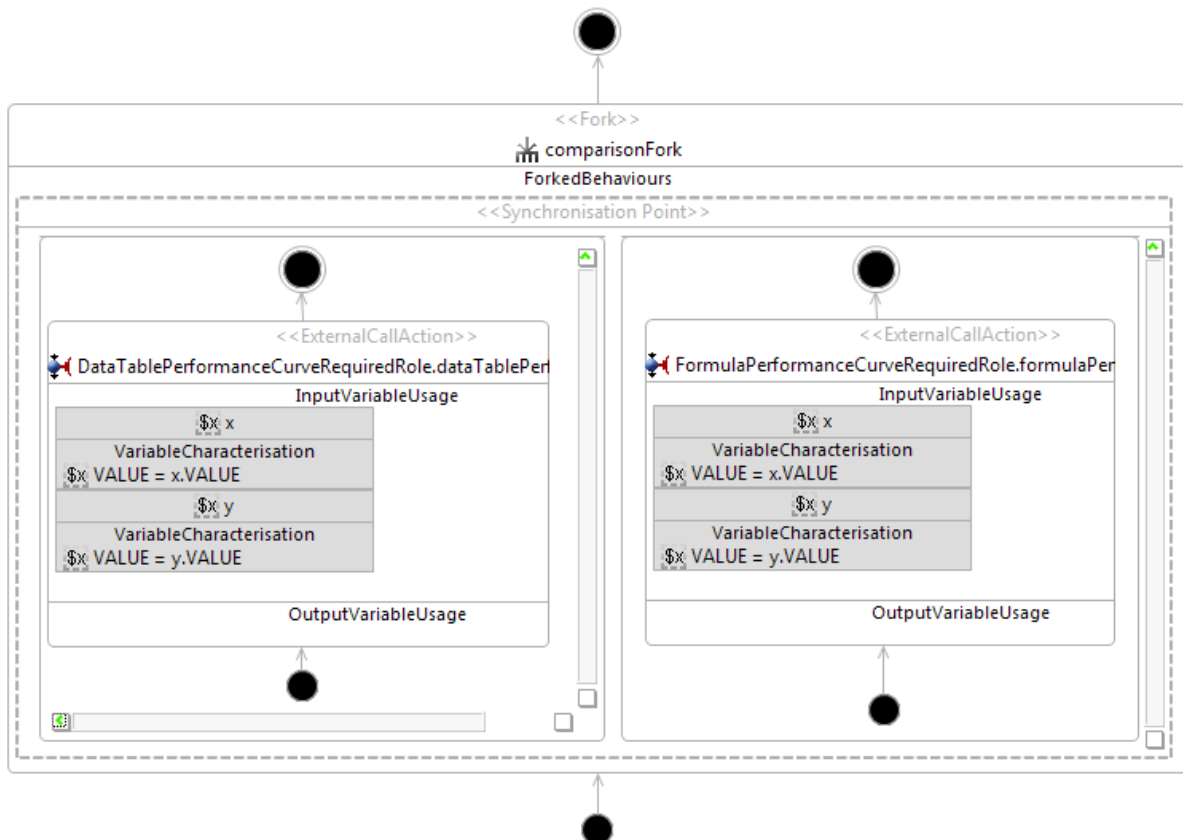 <<Fork>>
comparisonFork
ForkedBehaviours
<<Synchronisation Point>>
<<ExternalCallAction>>
DataTablePerformanceCurveRequiredRole.dataTablePer
InputVariableUsage
$x x
VariableCharacterisation
$x VALUE = x.VALUE
$x y
VariableCharacterisation
$x VALUE = y.VALUE
OutputVariableUsage
<<ExternalCallAction>>
FormulaPerformanceCurveRequiredRole.formulaPer
InputVariableUsage
$x x
VariableCharacterisation
$x VALUE = x.VALUE
$x y
VariableCharacterisation
$x VALUE = y.VALUE
OutputVariableUsage